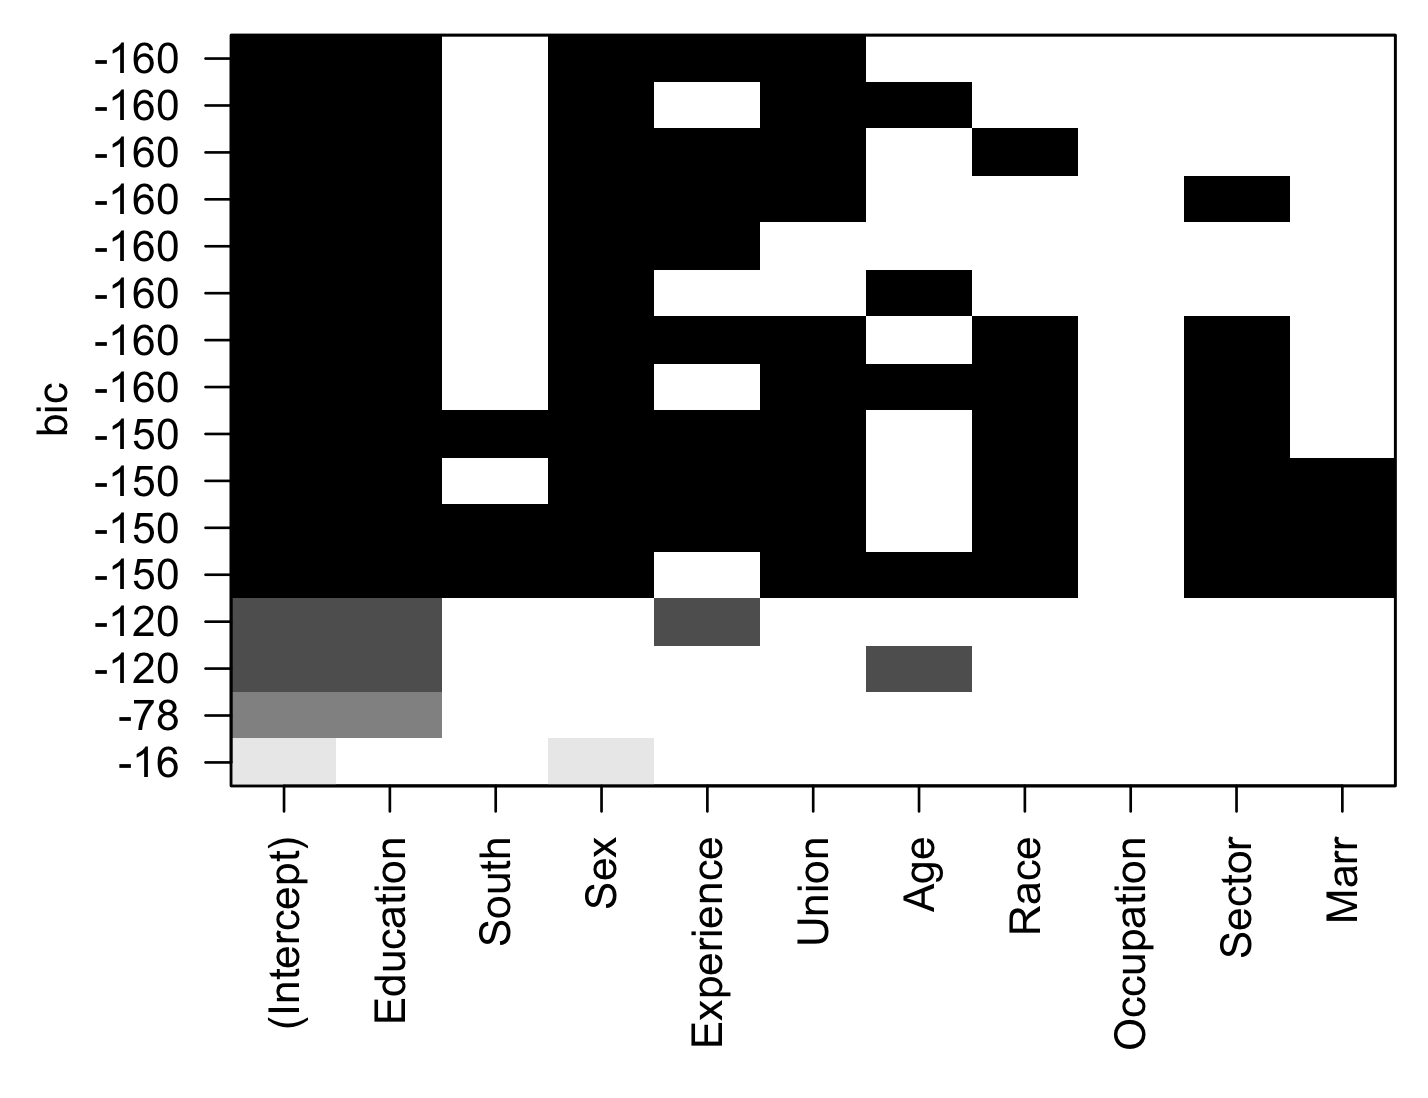 -160
-160
-160
-160
-160
-160
-160
-160
-150
-150
-150
-150
-120
-120
-78
-16
bic
(Intercept)
Education
South
Sex
Experience
Union
Age
Race
Occupation
Sector
Marr